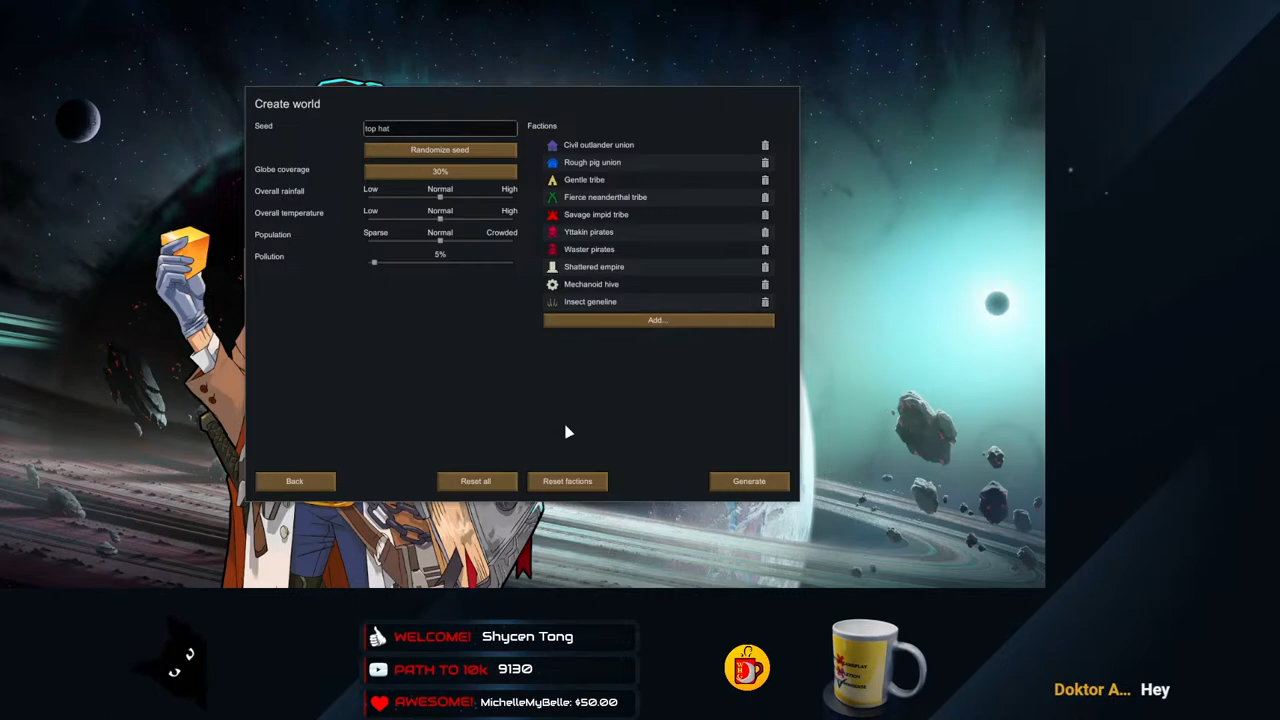 Create world
Seed
top hat
Randomize seed
Globe coverage
30%
Overall rainfall
Low Normal High
Overall temperature
Low Normal High
Population
Sparse Normal Crowded
Pollution
5%
Factions
Civil outlander union
Rough pig union
Gentle tribe
Fierce neanderthal tribe
Savage impid tribe
Yttakin pirates
Waster pirates
Shattered empire
Mechanoid hive
Insect geneline
Add...
Back
Reset all
Reset factions
Generate
WELCOME! Shycen Tong
PATH TO 10k 9130
AWESOME! MichelleMyBelle: $50.00
Doktor A... Hey